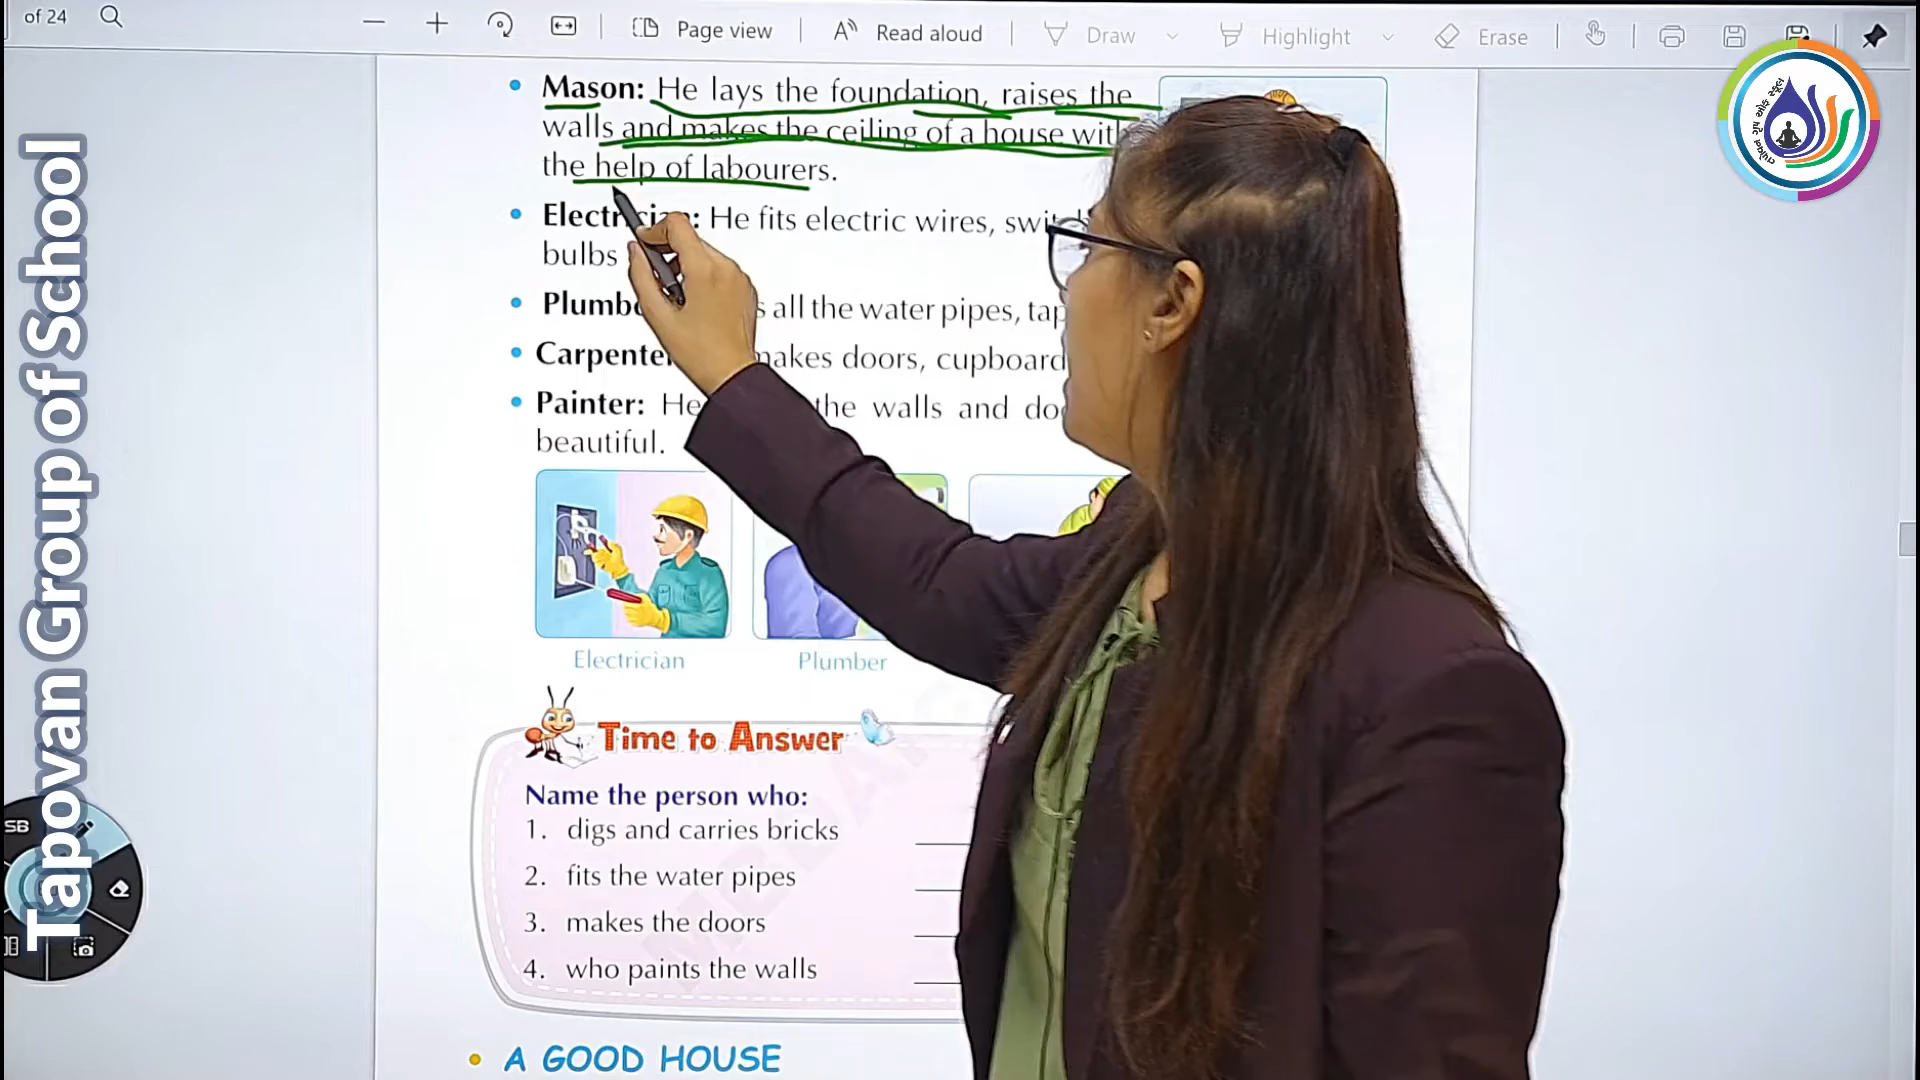 of 24
Page view
Read aloud
Draw
Highlight
Erase
Mason: He lays the foundation, raises the
walls and makes the ceiling of a house with
the help of labourers.
Electrician: He fits electric wires,
bulbs
all the water pipes,
makes doors,
Painter: He the walls and
beautiful.
Electrician
Plumber
Time to Answer
Name the person who:
1. digs and carries bricks
2. fits the water pipes
3. makes the doors
4. who paints the walls
A GOOD HOUSE
Tapovan Group of School
SB